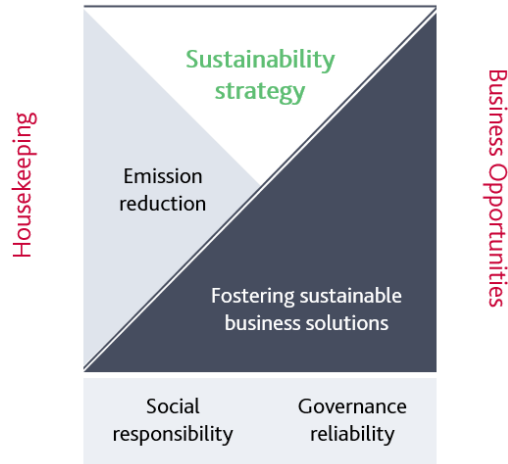 Sustainability
strategy
Housekeeping
Business Opportunities
Emission
reduction
Fostering sustainable
business solutions
Social
responsibility
Governance
reliability